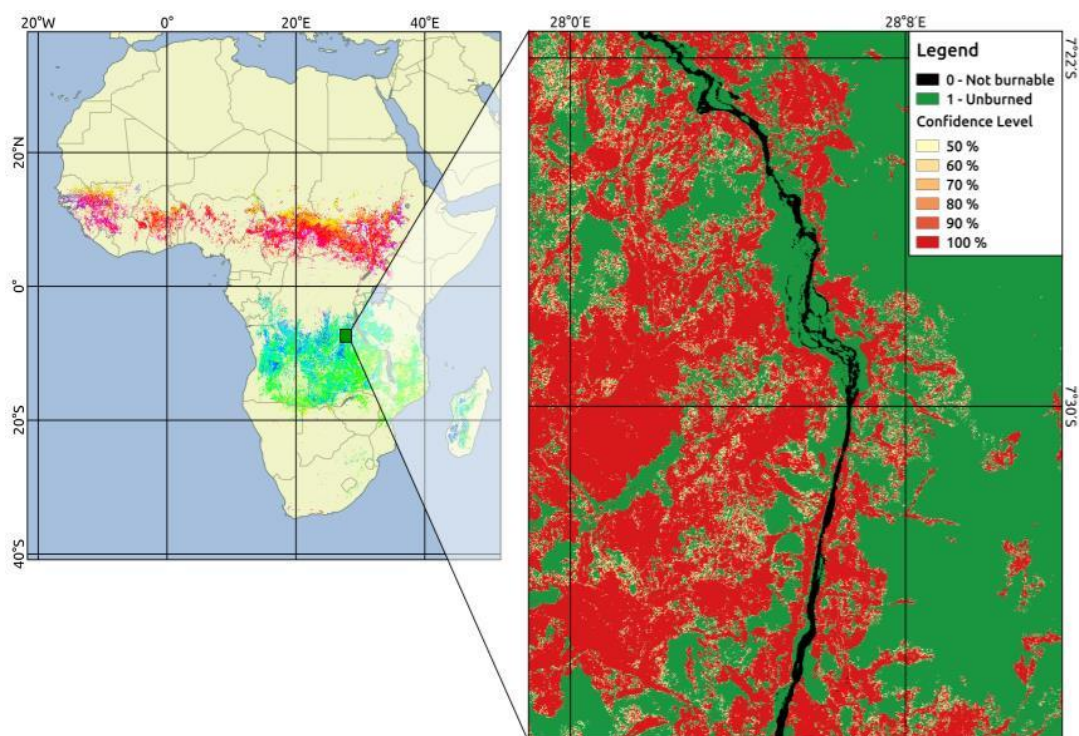 20°W
0°
20°E
40°E
20°N
0°
20°S
40°S
28°0'E
28°8'E
7°22'S
7°30'S
Legend
0 - Not burnable
1 - Unburned
Confidence Level
50 %
60 %
70 %
80 %
90 %
100 %